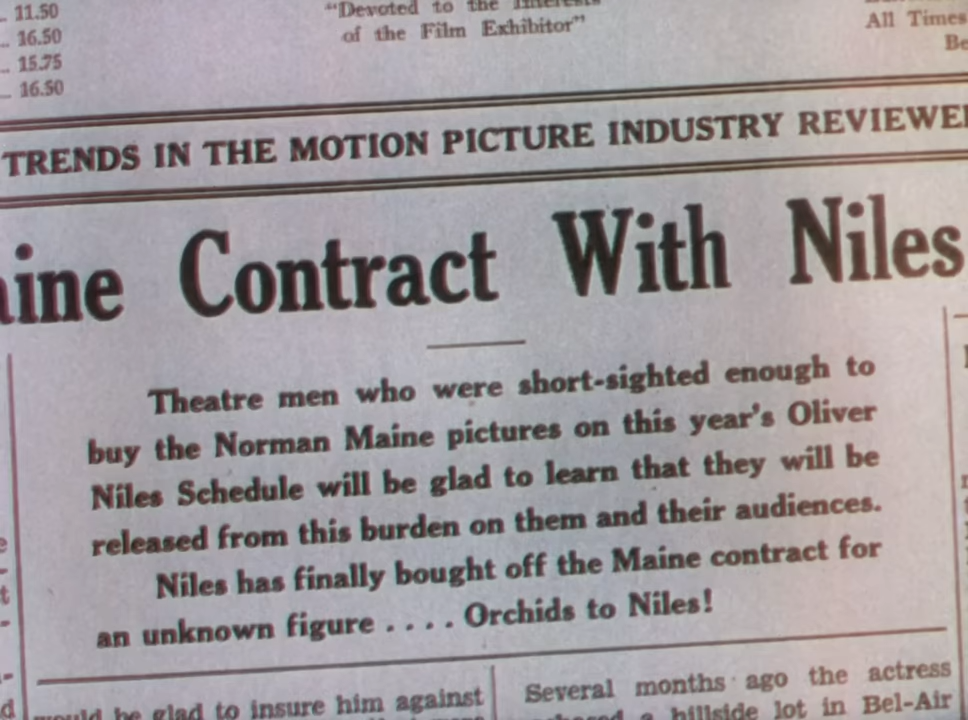 11.50
16.50
15.75
16.50
"Devoted to the Interests
of the Film Exhibitor"
All Times
TRENDS IN THE MOTION PICTURE INDUSTRY REVIEWE
ine Contract With Niles
Theatre men who were short-sighted enough to
buy the Norman Maine pictures on this year's Oliver
Niles Schedule will be glad to learn that they will be
released from this burden on them and their audiences.
Niles has finally bought off the Maine contract for
an unknown figure .... Orchids to Niles!
would be glad to insure him against
Several months ago the actress
a hillside lot in Bel-Air